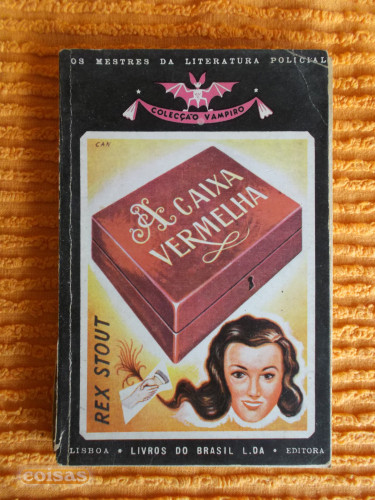 OS MESTRES DA LITERATURA POLICIAL
COLECÇÃO VAMPIRO
CAN
A CAIXA
VERMELHA
REX STOUT
LISBOA • LIVROS DO BRASIL L.DA • EDITORA
coisas